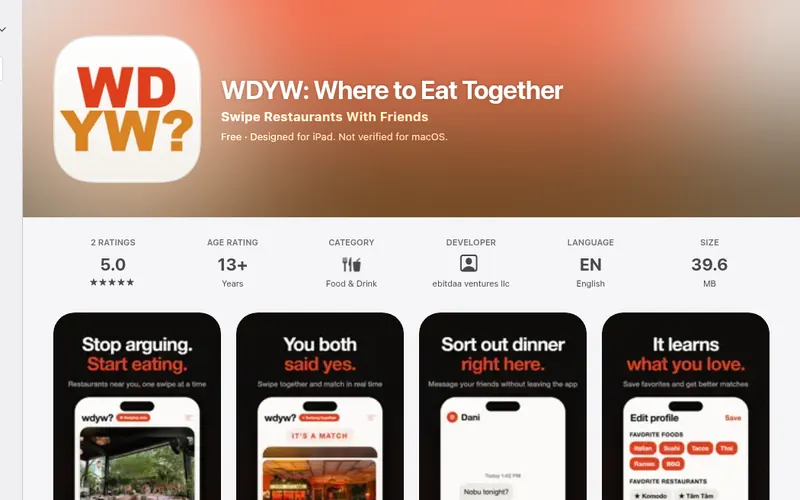 WD
YW?
WDYW: Where to Eat Together
Swipe Restaurants With Friends
Free · Designed for iPad. Not verified for macOS.
2 RATINGS
5.0
★★★★★
AGE RATING
13+
Years
CATEGORY
Food & Drink
DEVELOPER
ebitdaa ventures llc
LANGUAGE
EN
English
SIZE
39.6
MB
Stop arguing.
Start eating.
Restaurants near you, one swipe at a time
wdyw?
You both
said yes.
Swipe together and match in real time
wdyw?
IT'S A MATCH
Sort out dinner
right here.
Message your friends without leaving the app
Dani
Today 1:42 PM
Nobu tonight?
It learns
what you love.
Save favorites and get better matches
Edit profile
Save
FAVORITE FOODS
Italian Sushi Tacos Thai
Ramen BBQ
FAVORITE RESTAURANTS
★ Komodo ★ Tâm Tâm